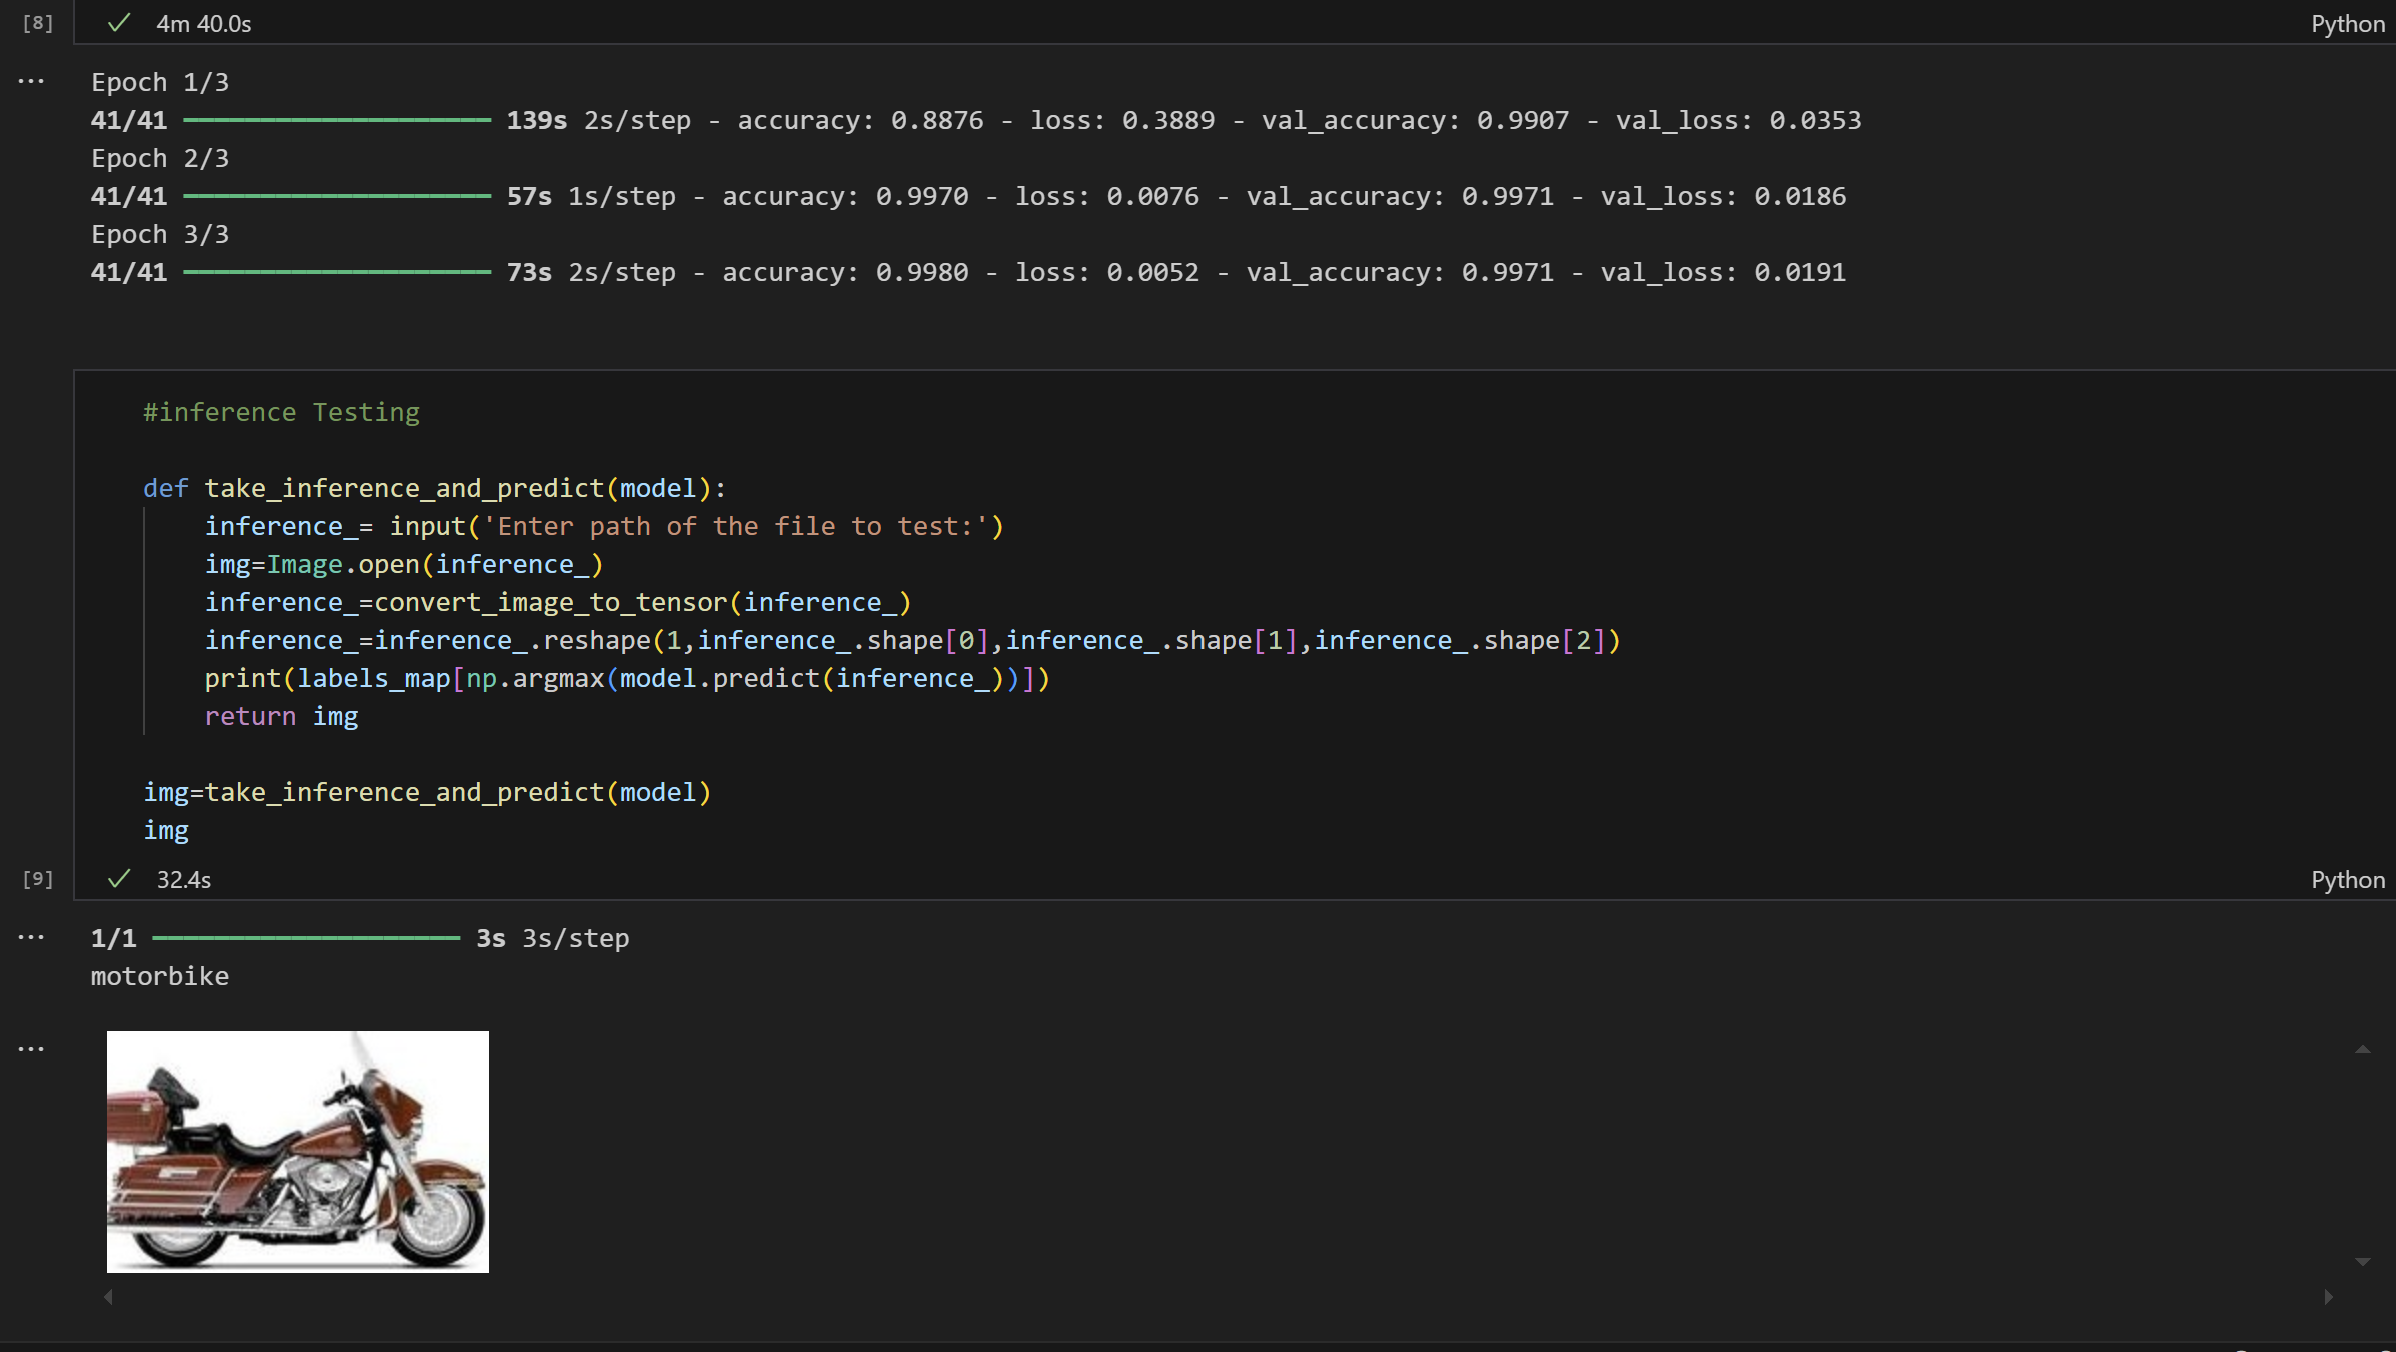 [8] 4m 40.0s Python
Epoch 1/3
41/41 139s 2s/step - accuracy: 0.8876 - loss: 0.3889 - val_accuracy: 0.9907 - val_loss: 0.0353
Epoch 2/3
41/41 57s 1s/step - accuracy: 0.9970 - loss: 0.0076 - val_accuracy: 0.9971 - val_loss: 0.0186
Epoch 3/3
41/41 73s 2s/step - accuracy: 0.9980 - loss: 0.0052 - val_accuracy: 0.9971 - val_loss: 0.0191
#inference Testing
def take_inference_and_predict(model):
    inference_= input('Enter path of the file to test:')
    img=Image.open(inference_)
    inference_=convert_image_to_tensor(inference_)
    inference_=inference_.reshape(1,inference_.shape[0],inference_.shape[1],inference_.shape[2])
    print(labels_map[np.argmax(model.predict(inference_))])
    return img
img=take_inference_and_predict(model)
img
[9] 32.4s Python
1/1 3s 3s/step
motorbike